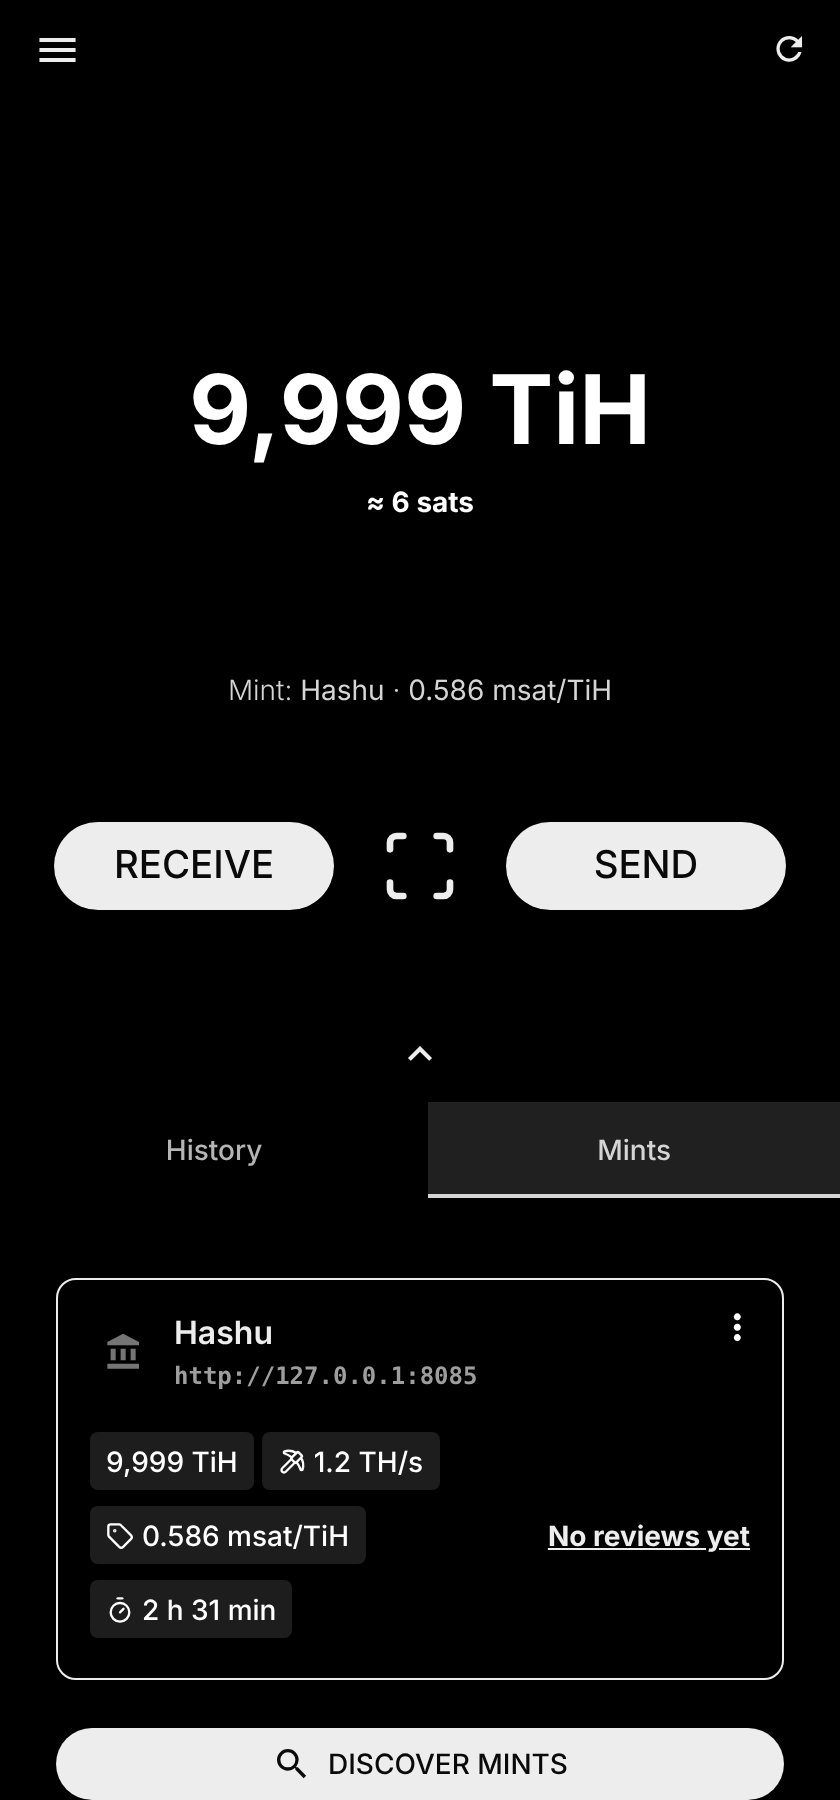 9,999 TiH
≈ 6 sats
Mint: Hashu · 0.586 msat/TiH
RECEIVE
SEND
History
Mints
Hashu
http://127.0.0.1:8085
9,999 TiH
1.2 TH/s
0.586 msat/TiH
No reviews yet
2 h 31 min
DISCOVER MINTS